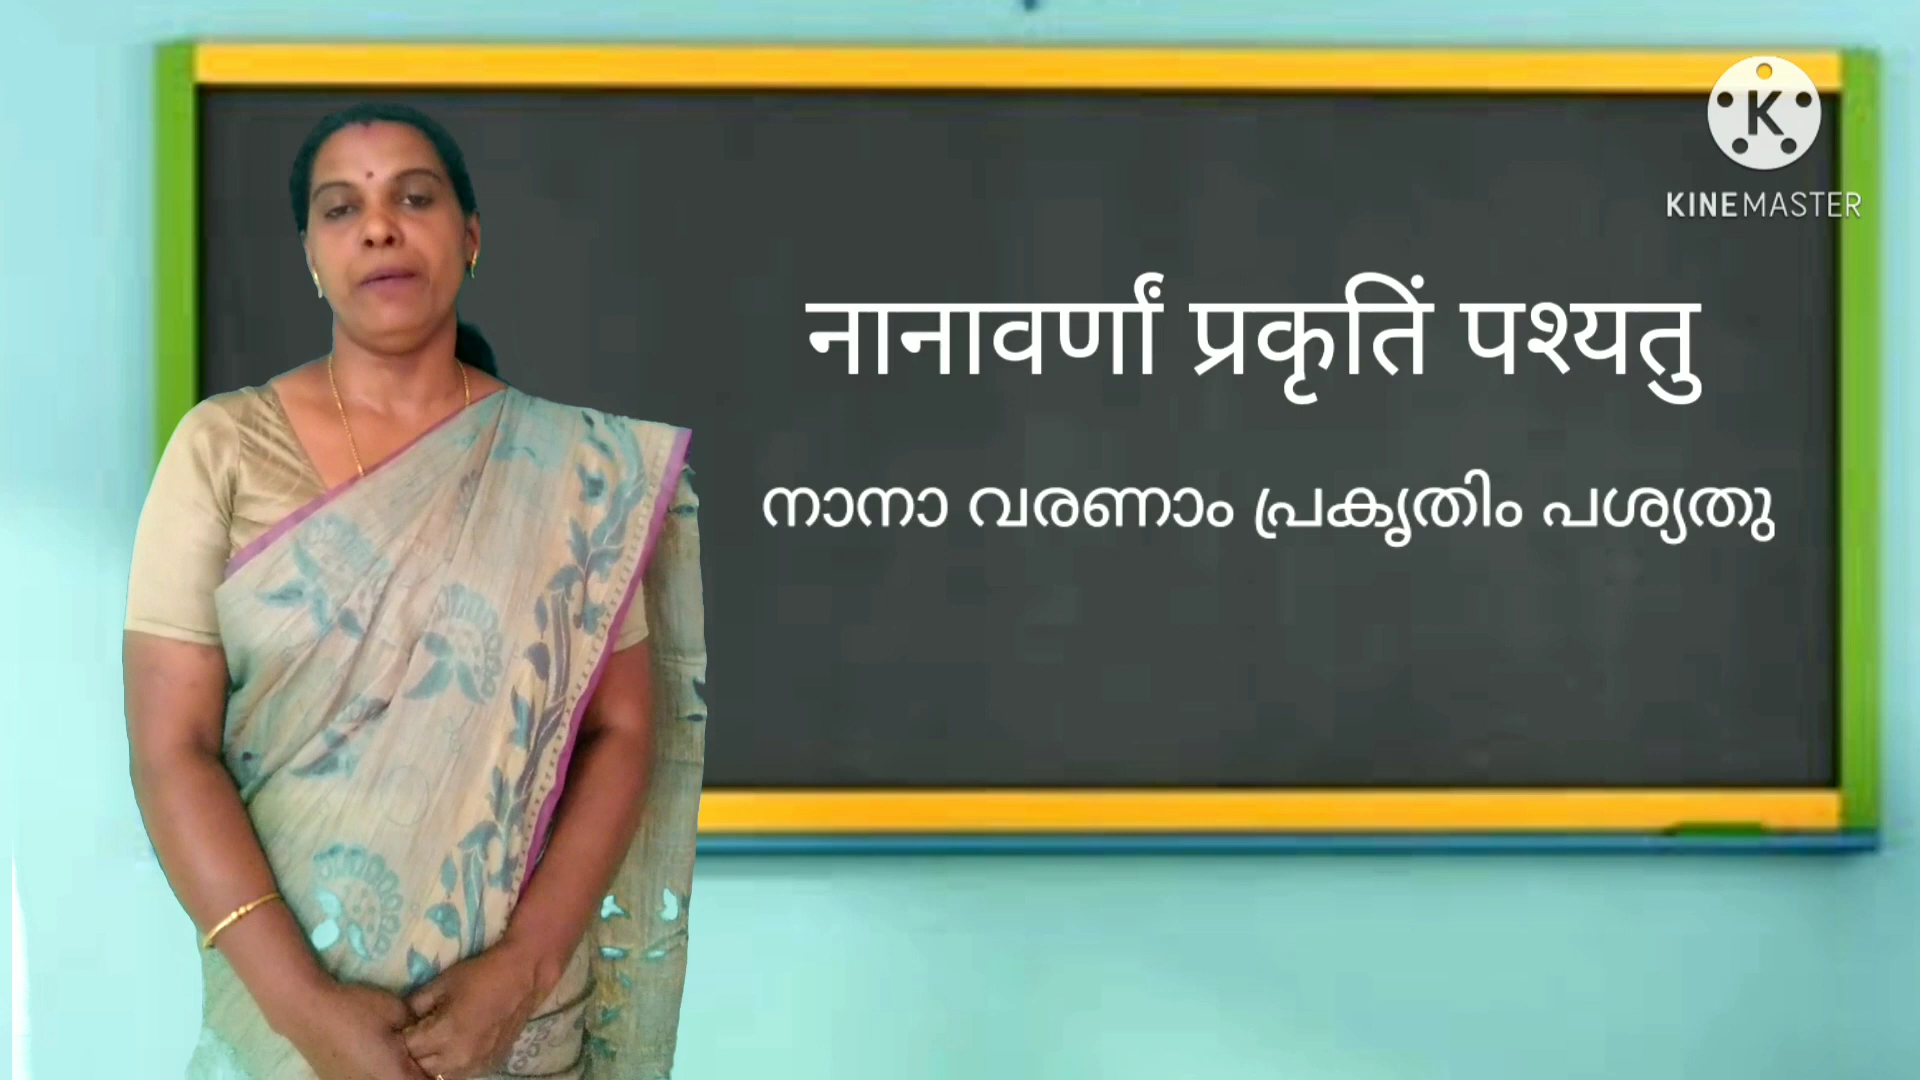 K
KINEMASTER
नानावर्णां प्रकृतिं पश्यतु
നാനാ വരണാം പ്രകൃതിം പശ്യതു